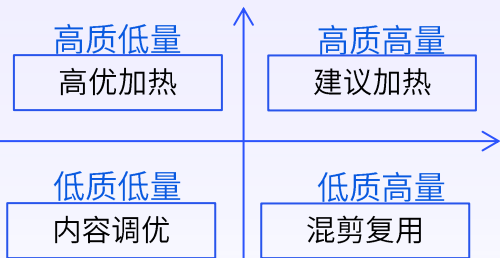 高质低量
高优加热
高质高量
建议加热
低质低量
内容调优
低质高量
混剪复用